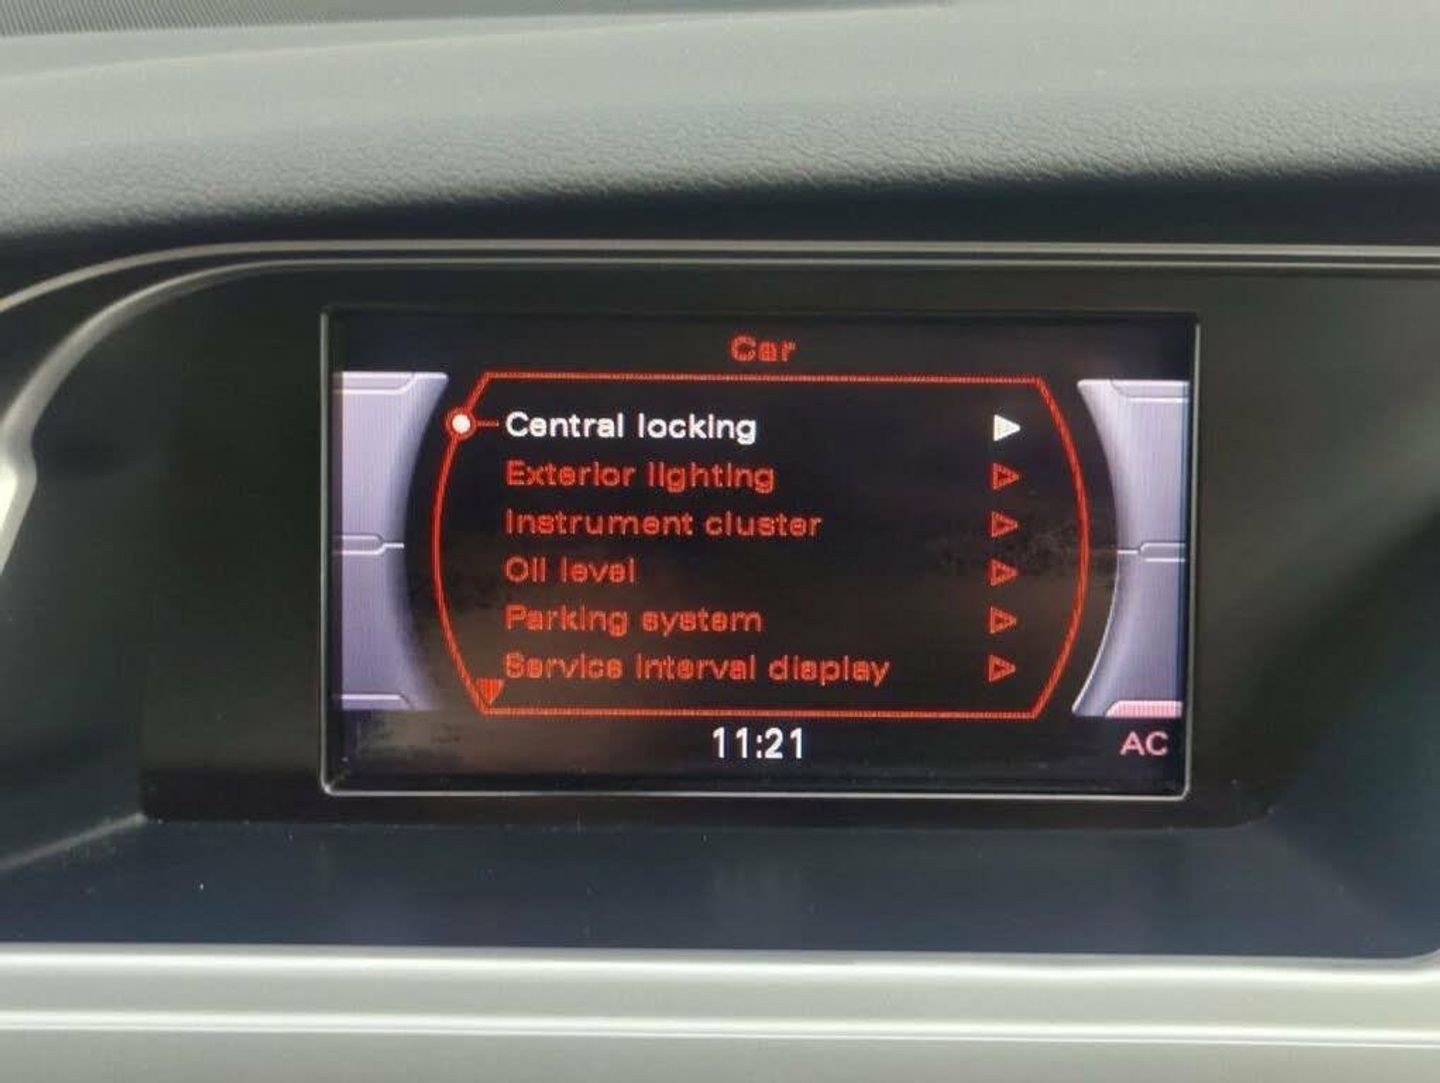 Car
Central locking
Exterior lighting
Instrument cluster
Oil level
Parking system
Service interval display
11:21
AC